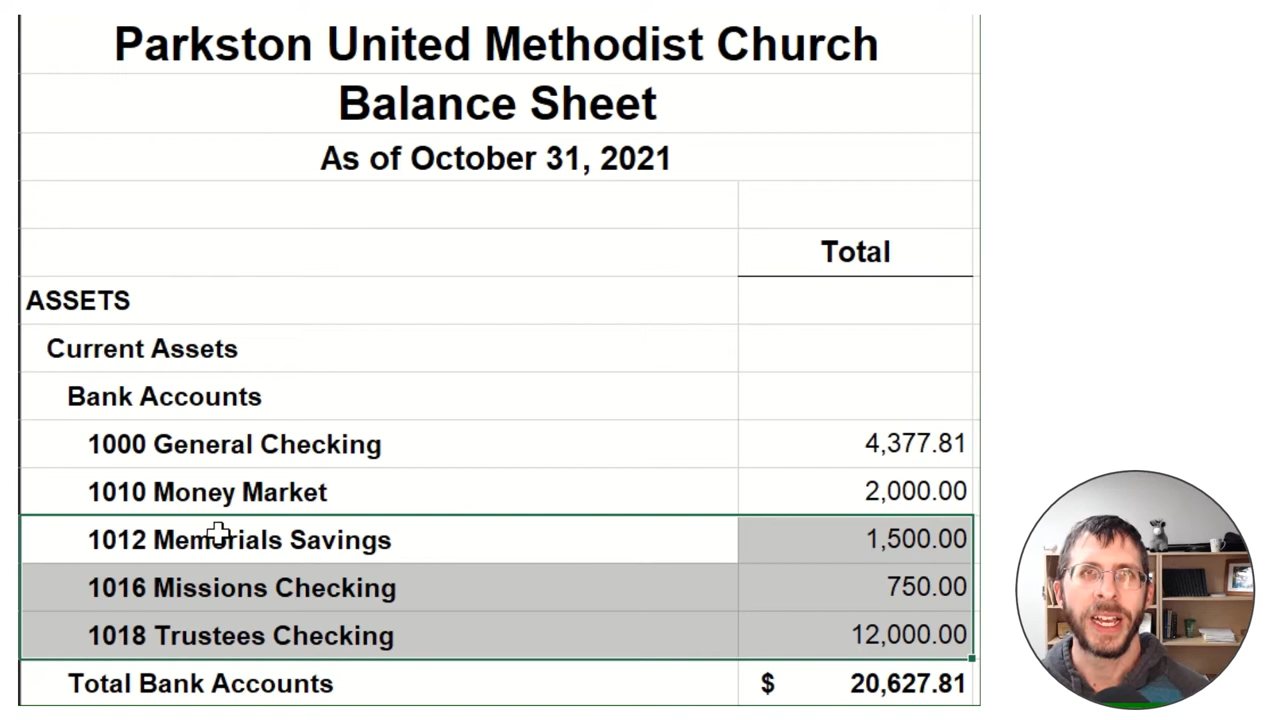 Parkston United Methodist Church
Balance Sheet
As of October 31, 2021
Total
ASSETS
Current Assets
Bank Accounts
1000 General Checking 4,377.81
1010 Money Market 2,000.00
1012 Memorials Savings 1,500.00
1016 Missions Checking 750.00
1018 Trustees Checking 12,000.00
Total Bank Accounts $ 20,627.81